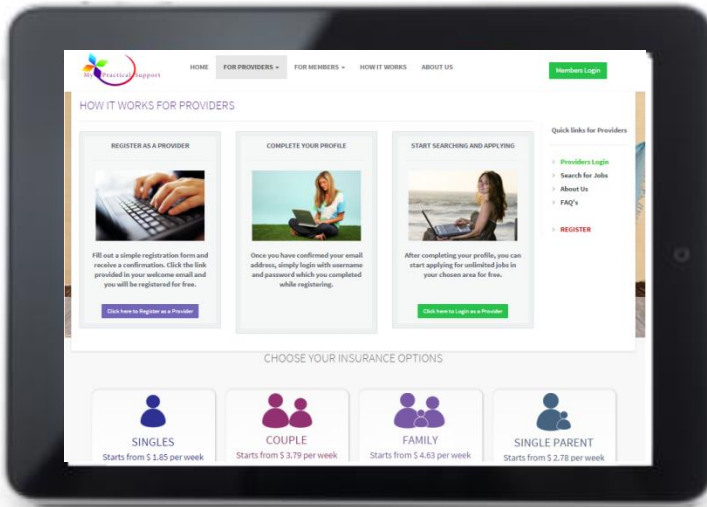 My Practical Support
HOME
FOR PROVIDERS
FOR MEMBERS
HOW IT WORKS
ABOUT US
Members Login
HOW IT WORKS FOR PROVIDERS
REGISTER AS A PROVIDER
Fill out a simple registration form and
receive a confirmation. Click the link
provided in your welcome email and
you will be registered for free.
Click here to Register as a Provider
COMPLETE YOUR PROFILE
Once you have confirmed your email
address, simply login with username
and password which you completed
while registering.
START SEARCHING AND APPLYING
After completing your profile, you can
start applying for unlimited jobs in
your chosen area for free.
Click here to Login as a Provider
Quick links for Providers
Providers Login
Search for Jobs
About Us
FAQ's
REGISTER
CHOOSE YOUR INSURANCE OPTIONS
SINGLES
Starts from $ 1.85 per week
COUPLE
Starts from $ 3.79 per week
FAMILY
Starts from $ 4.63 per week
SINGLE PARENT
Starts from $ 2.78 per week